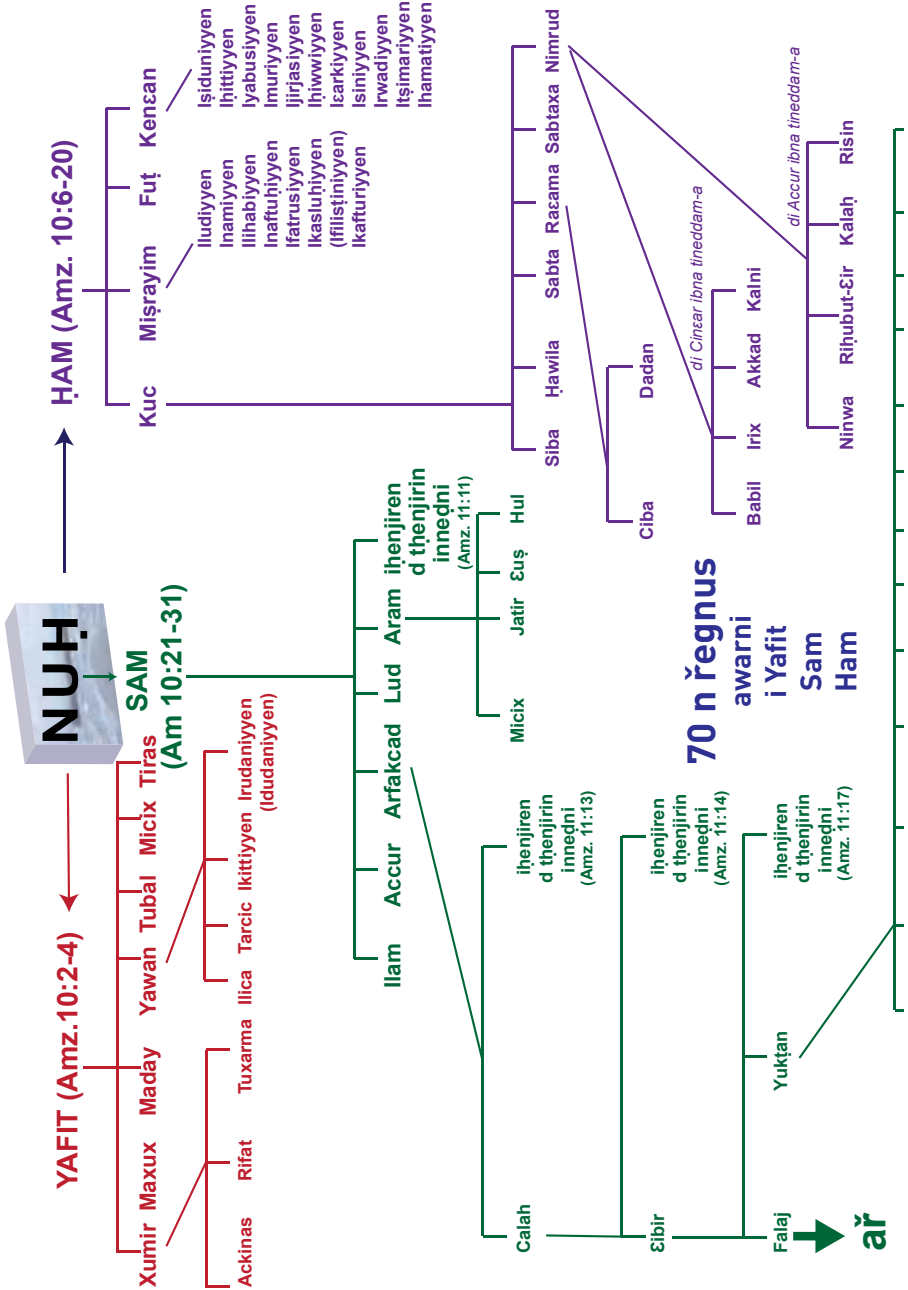 NUḤ
YAFIT (Amz.10:2-4)
Xumir Maxux Maday Yawan Tubal Micix Tiras
Ackinas Rifat Tuxarma
Ilica Tarcic Ikittiyyen Irudaniyyen
(Idudaniyyen)
SAM
(Am 10:21-31)
Ilam Accur Arfakcad Lud Aram iḥenjiren
d tḥenjirin
inneḍni
(Amz. 11:11)
Micix Jatir Ɛuṣ Hul
Calah
iḥenjiren
d tḥenjirin
inneḍni
(Amz. 11:13)
Ɛibir
iḥenjiren
d tḥenjirin
inneḍni
(Amz. 11:14)
Falaj Yukṭan
iḥenjiren
d tḥenjirin
inneḍni
(Amz. 11:17)
ař
70 n řegnus
awarni
i Yafit
Sam
Ham
ḤAM (Amz. 10:6-20)
Kuc Miṣrayim Fuṭ Kenɛan
Iludiyyen
Inamiyyen
Ilihabiyyen
Inaftuḥiyyen
Ifatrusiyyen
Ikasluḥiyyen
(Ifilisṭiniyyen)
Ikafturiyyen
Iṣiduniyyen
Iḥittiyyen
Iyabusiyyen
Imuriyyen
Ijirjasiyyen
Iḥiwwiyyen
Iɛarkiyyen
Isiniyyen
Irwadiyyen
Itṣimariyyen
Ihamatiyyen
Siba Ḥawila Sabta Raɛama Sabtaxa Nimrud
Ciba Dadan
di Cinɛar ibna tineddam-a
Babil Irix Akkad Kalni
di Accur ibna tineddam-a
Ninwa Riḥubut-Ɛir Kalaḥ Risin